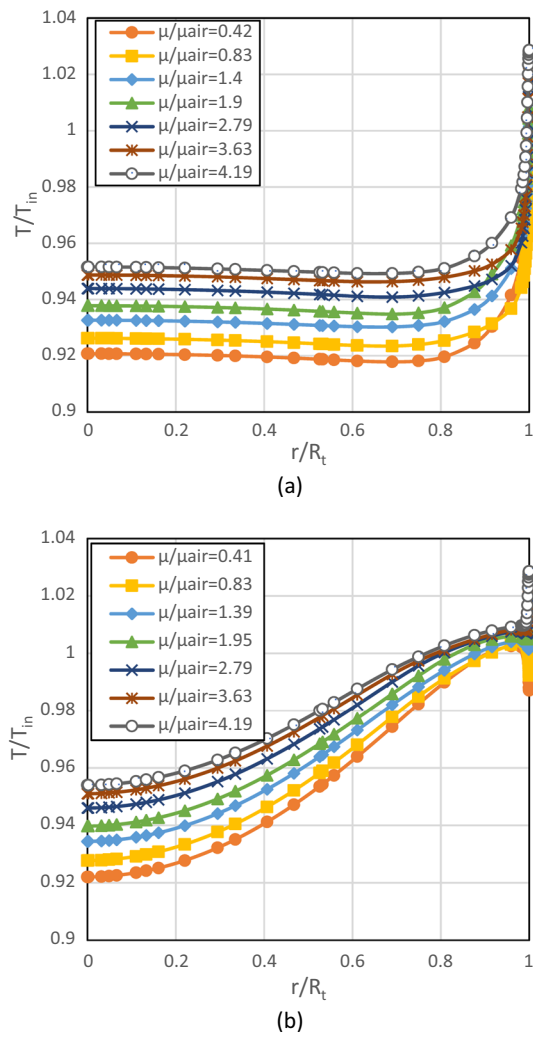 1.04
1.02
1
0.98
0.96
0.94
0.92
0.9
T/T_in
μ/μair=0.42
μ/μair=0.83
μ/μair=1.4
μ/μair=1.9
μ/μair=2.79
μ/μair=3.63
μ/μair=4.19
0 0.2 0.4 0.6 0.8 1
r/R_t
(a)
1.04
1.02
1
0.98
0.96
0.94
0.92
0.9
T/T_in
μ/μair=0.41
μ/μair=0.83
μ/μair=1.39
μ/μair=1.95
μ/μair=2.79
μ/μair=3.63
μ/μair=4.19
0 0.2 0.4 0.6 0.8 1
r/R_t
(b)